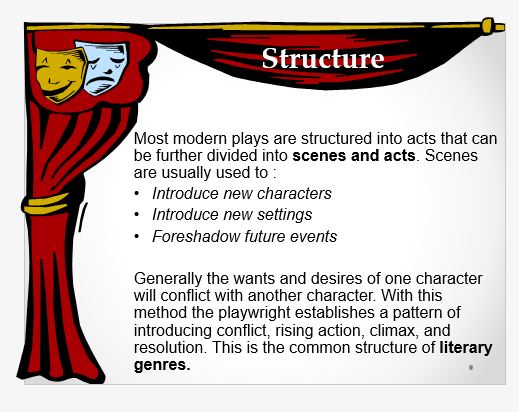 Structure
Most modern plays are structured into acts that can
be further divided into scenes and acts. Scenes
are usually used to :
• Introduce new characters
• Introduce new settings
• Foreshadow future events
Generally the wants and desires of one character
will conflict with another character. With this
method the playwright establishes a pattern of
introducing conflict, rising action, climax, and
resolution. This is the common structure of literary
genres.